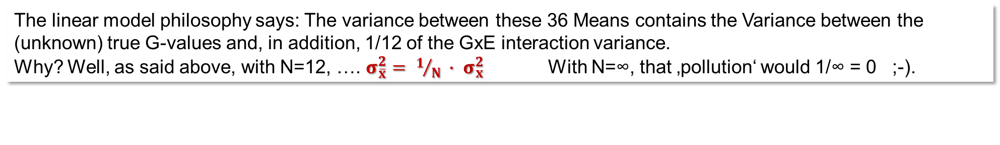 The linear model philosophy says: The variance between these 36 Means contains the Variance between the
(unknown) true G-values and, in addition, 1/12 of the GxE interaction variance.
Why? Well, as said above, with N=12, …. σ²x̅ = ¹/N · σ²x̅ With N=∞, that ‚pollution‘ would 1/∞ = 0 ;-).